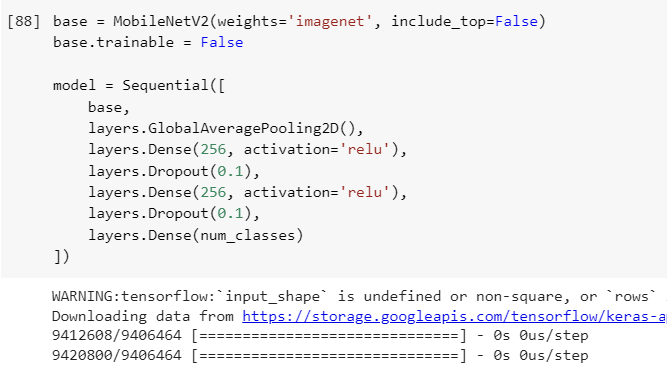 [88] base = MobileNetV2(weights='imagenet', include_top=False)
base.trainable = False
model = Sequential([
base,
layers.GlobalAveragePooling2D(),
layers.Dense(256, activation='relu'),
layers.Dropout(0.1),
layers.Dense(256, activation='relu'),
layers.Dropout(0.1),
layers.Dense(num_classes)
])
WARNING:tensorflow:`input_shape` is undefined or non-square, or `rows`
Downloading data from https://storage.googleapis.com/tensorflow/keras-a
9412608/9406464 [==============================] - 0s 0us/step
9420800/9406464 [==============================] - 0s 0us/step